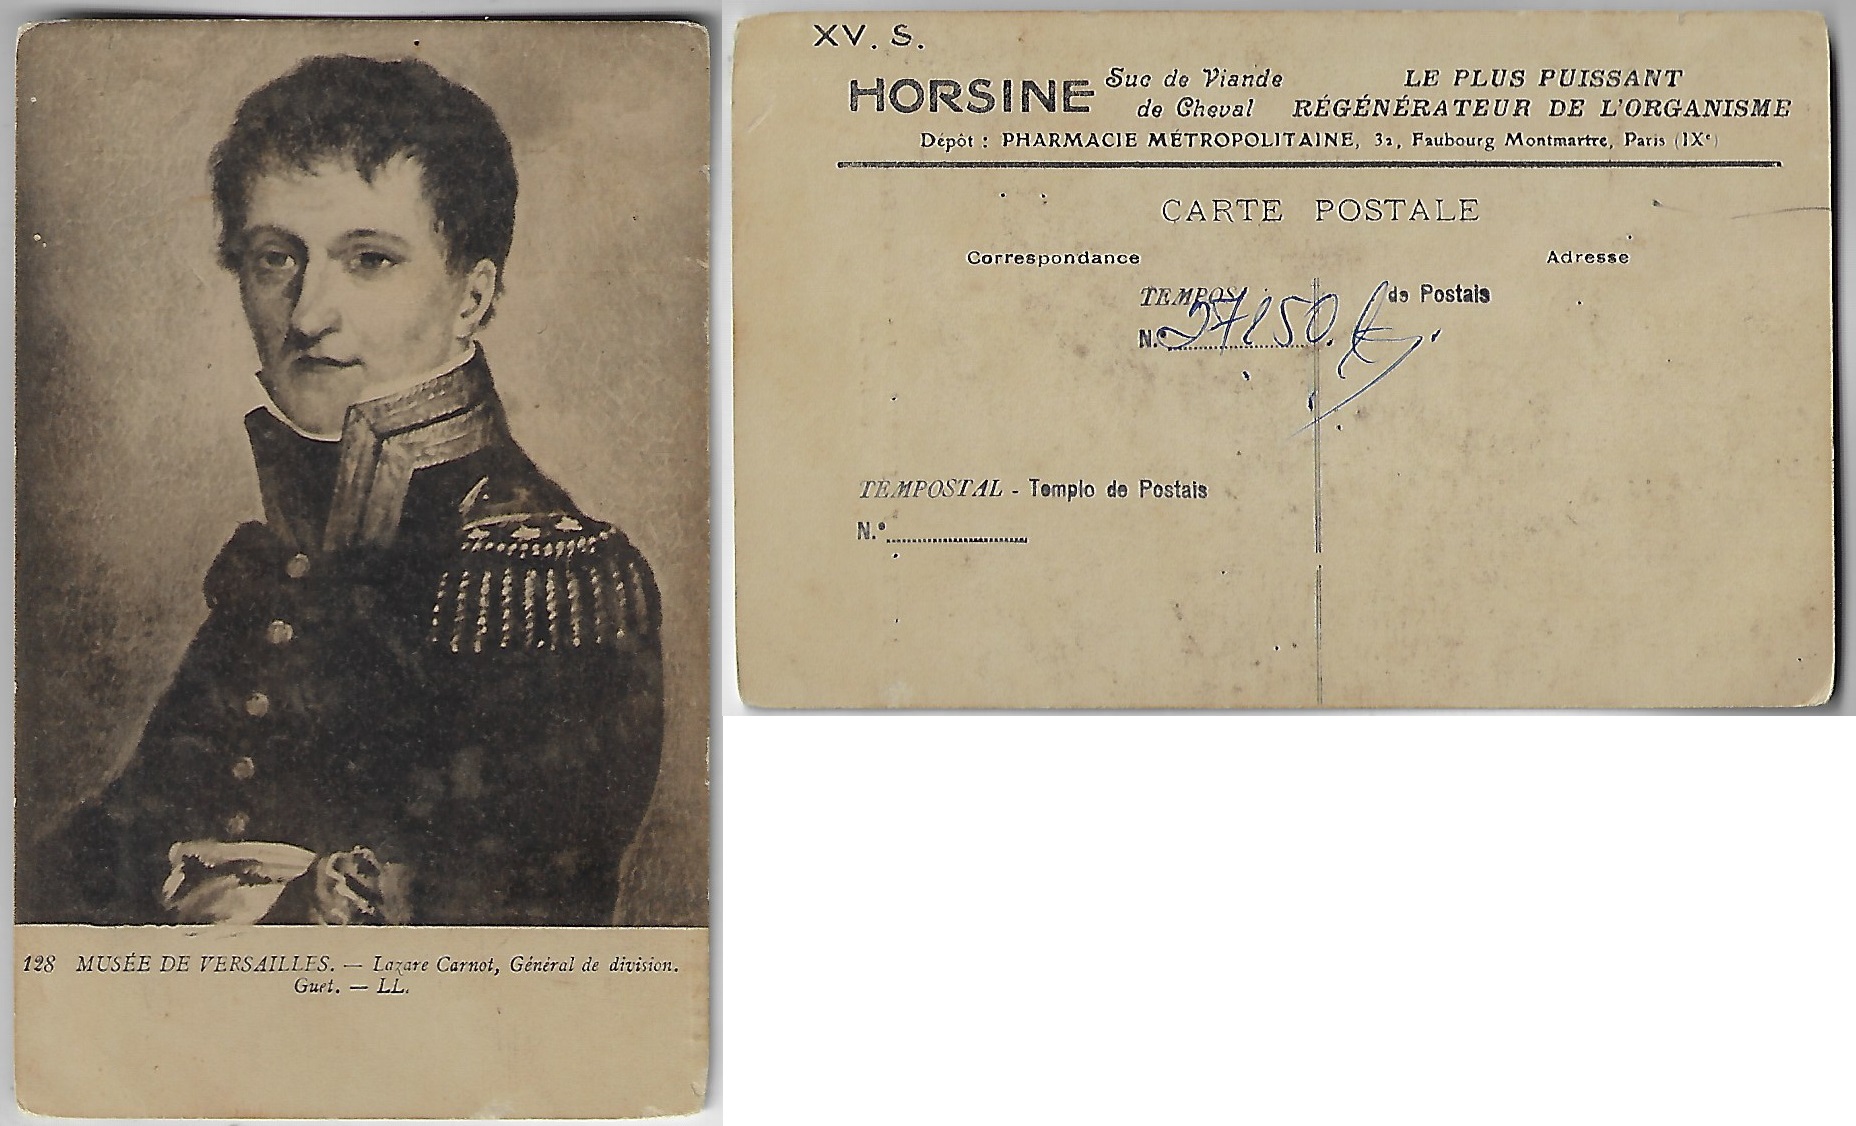 128 MUSÉE DE VERSAILLES. — Lazare Carnot, Général de division.
Guet. — LL.
XV. S.
HORSINE Suc de Viande de Cheval LE PLUS PUISSANT RÉGÉNÉRATEUR DE L'ORGANISME
Dépôt : PHARMACIE MÉTROPOLITAINE, 32, Faubourg Montmartre, Paris (IXe)
CARTE POSTALE
Correspondance
Adresse
TEMPOS de Postais
N.º
TEMPOSTAL - Templo de Postais
N.º